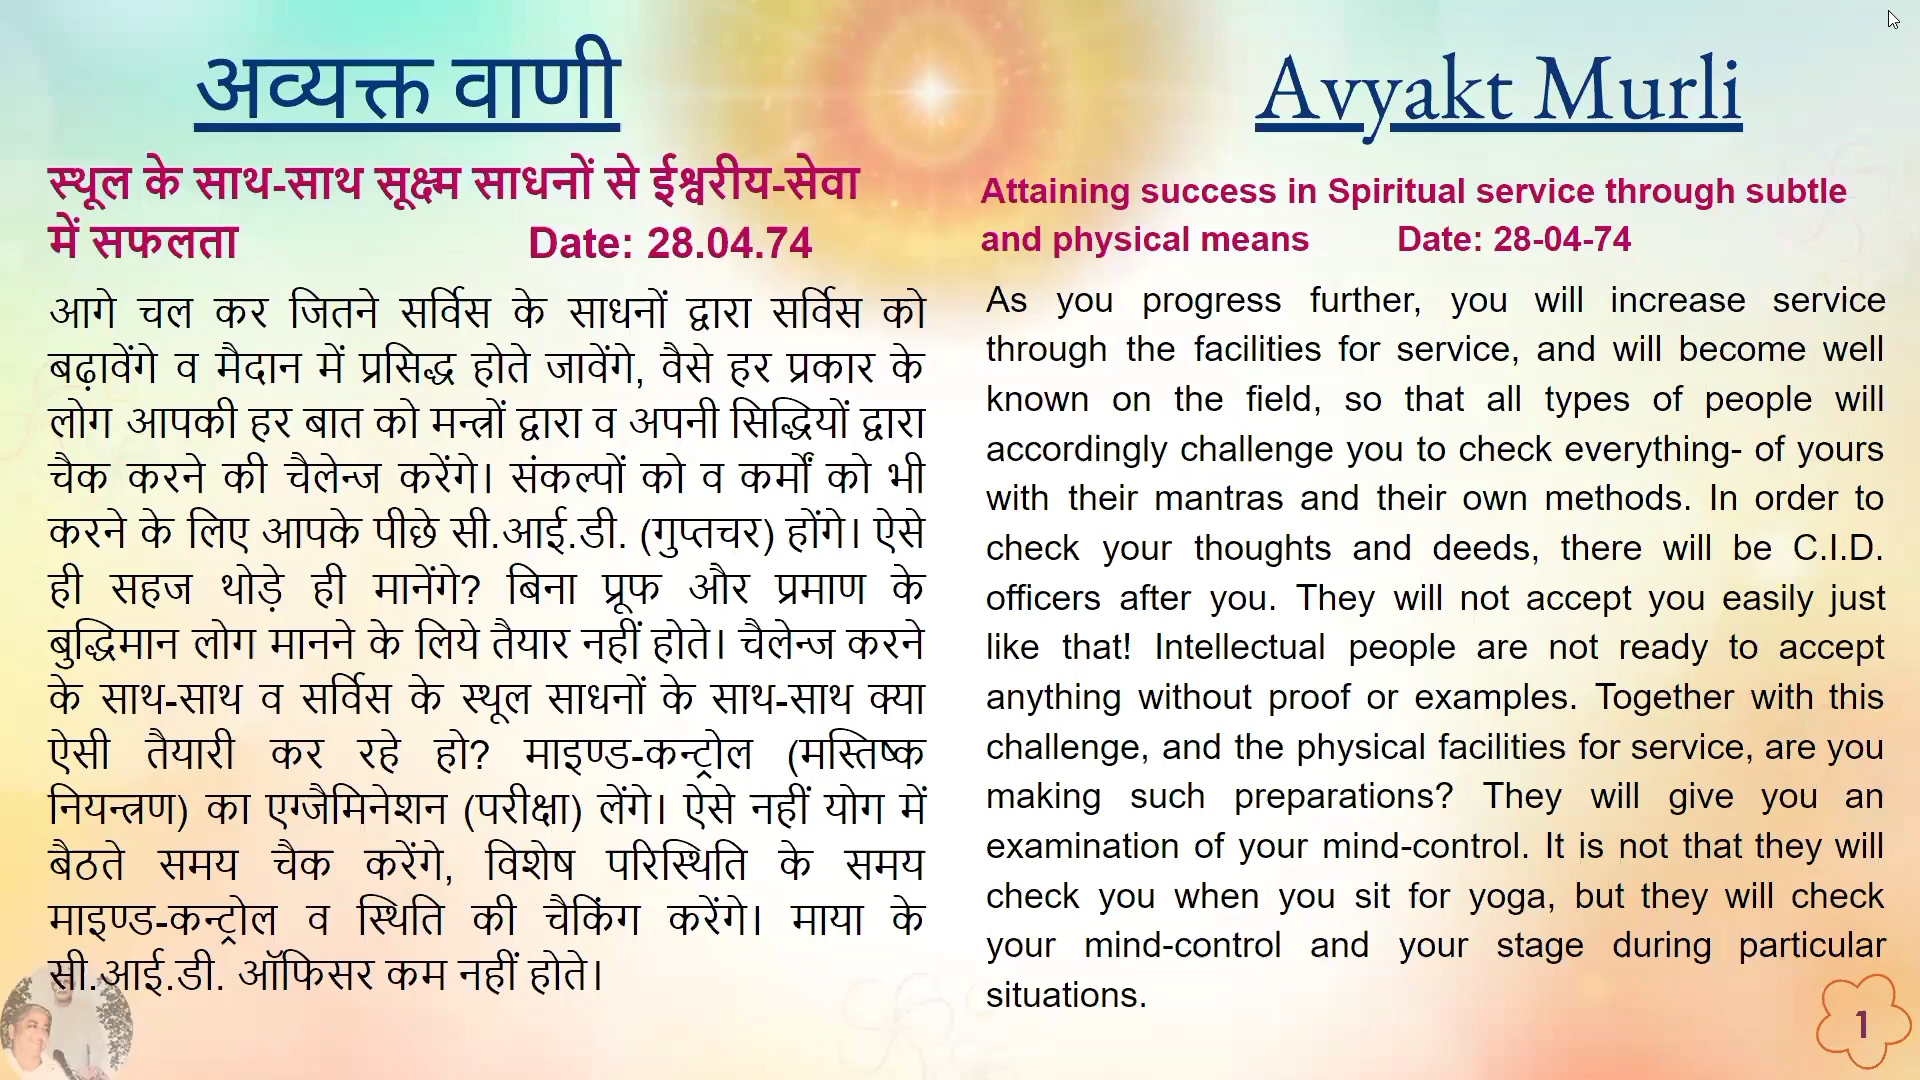 अव्यक्त वाणी
स्थूल के साथ-साथ सूक्ष्म साधनों से ईश्वरीय-सेवा
में सफलता Date: 28.04.74
आगे चल कर जितने सर्विस के साधनों द्वारा सर्विस को
बढ़ावेंगे व मैदान में प्रसिद्ध होते जावेंगे, वैसे हर प्रकार के
लोग आपकी हर बात को मन्त्रों द्वारा व अपनी सिद्धियों द्वारा
चैक करने की चैलेन्ज करेंगे। संकल्पों को व कर्मों को भी
करने के लिए आपके पीछे सी.आई.डी. (गुप्तचर) होंगे। ऐसे
ही सहज थोड़े ही मानेंगे? बिना प्रूफ और प्रमाण के
बुद्धिमान लोग मानने के लिये तैयार नहीं होते। चैलेन्ज करने
के साथ-साथ व सर्विस के स्थूल साधनों के साथ-साथ क्या
ऐसी तैयारी कर रहे हो? माइण्ड-कन्ट्रोल (मस्तिष्क
नियन्त्रण) का एग्जैमिनेशन (परीक्षा) लेंगे। ऐसे नहीं योग में
बैठते समय चैक करेंगे, विशेष परिस्थिति के समय
माइण्ड-कन्ट्रोल व स्थिति की चैकिंग करेंगे। माया के
सी.आई.डी. ऑफिसर कम नहीं होते।
Avyakt Murli
Attaining success in Spiritual service through subtle
and physical means Date: 28-04-74
As you progress further, you will increase service
through the facilities for service, and will become well
known on the field, so that all types of people will
accordingly challenge you to check everything- of yours
with their mantras and their own methods. In order to
check your thoughts and deeds, there will be C.I.D.
officers after you. They will not accept you easily just
like that! Intellectual people are not ready to accept
anything without proof or examples. Together with this
challenge, and the physical facilities for service, are you
making such preparations? They will give you an
examination of your mind-control. It is not that they will
check you when you sit for yoga, but they will check
your mind-control and your stage during particular
situations.
1